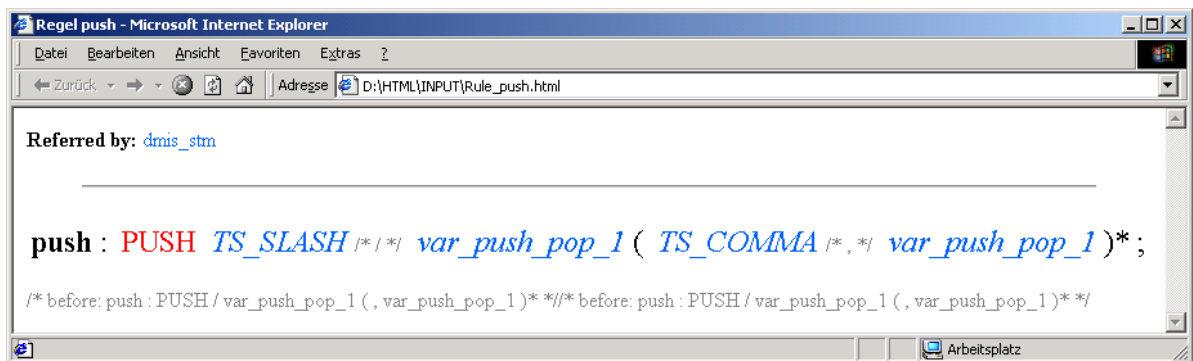 Regel push - Microsoft Internet Explorer
Datei Bearbeiten Ansicht Favoriten Extras ?
Zurück Adresse D:\HTML\INPUT\Rule_push.html
Referred by: dmis_stm
push : PUSH TS_SLASH /* / */ var_push_pop_1 ( TS_COMMA /* , */ var_push_pop_1 )* ;
/* before: push : PUSH / var_push_pop_1 ( , var_push_pop_1 )* *//* before: push : PUSH / var_push_pop_1 ( , var_push_pop_1 )* */
Arbeitsplatz